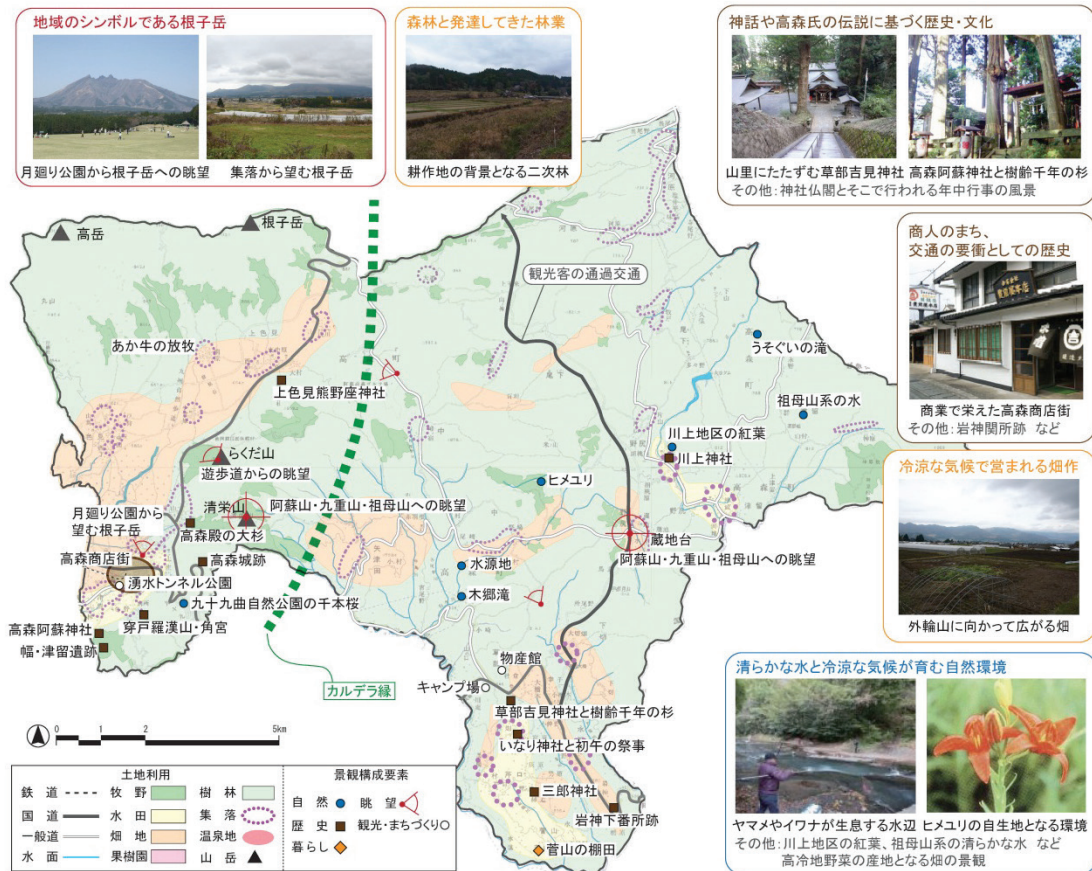 地域のシンボルである根子岳
月廻り公園から根子岳への眺望
集落から望む根子岳
森林と発達してきた林業
耕作地の背景となる二次林
神話や高森氏の伝説に基づく歴史・文化
山里にたたずむ草部吉見神社
高森阿蘇神社と樹齢千年の杉
その他:神社仏閣とそこで行われる年中行事の風景
商人のまち、
交通の要衝としての歴史
商業で栄えた高森商店街
その他:岩神関所跡 など
冷涼な気候で営まれる畑作
外輪山に向かって広がる畑
清らかな水と冷涼な気候が育む自然環境
ヤマメやイワナが生息する水辺
ヒメユリの自生地となる環境
その他:川上地区の紅葉、祖母山系の清らかな水 など
高冷地野菜の産地となる畑の景観
高岳
根子岳
観光客の通過交通
あか牛の放牧
上色見熊野座神社
うそぐいの滝
祖母山系の水
川上地区の紅葉
川上神社
らくだ山
遊歩道からの眺望
ヒメユリ
清栄山
阿蘇山・九重山・祖母山への眺望
月廻り公園から
望む根子岳
高森殿の大杉
蔵地台
阿蘇山・九重山・祖母山への眺望
高森商店街
高森城跡
水源地
湧水トンネル公園
木郷滝
九十九曲自然公園の千本桜
穿戸羅漢山・角宮
高森阿蘇神社
幅・津留遺跡
物産館
キャンプ場
カルデラ縁
草部吉見神社と樹齢千年の杉
いなり神社と初午の祭事
三郎神社
岩神下番所跡
菅山の棚田
0 1 2 5km
土地利用
鉄道
牧野
樹林
国道
水田
集落
一般道
畑地
温泉地
水面
果樹園
山岳
景観構成要素
自然
眺望
歴史
観光・まちづくり
暮らし